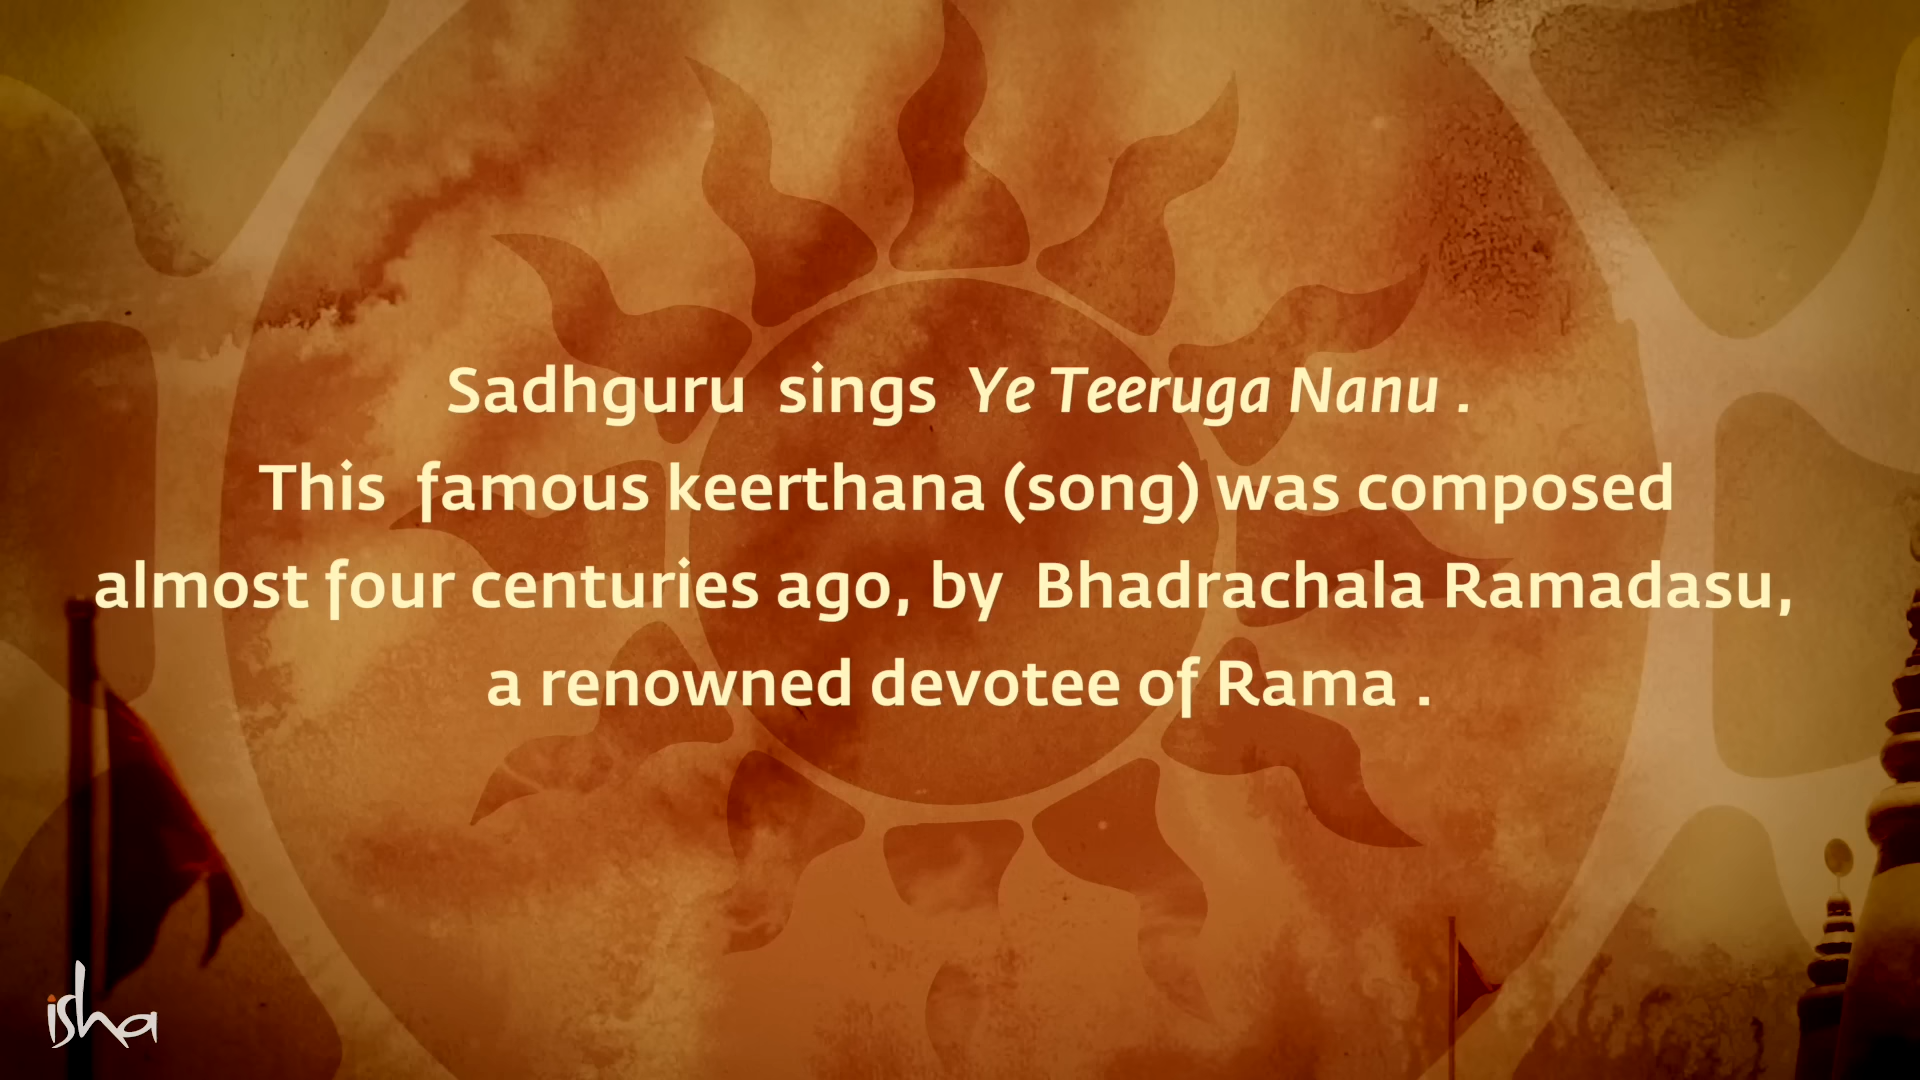 Sadhguru sings Ye Teeruga Nanu .
This famous keerthana (song) was composed
almost four centuries ago, by Bhadrachala Ramadasu,
a renowned devotee of Rama .
isha